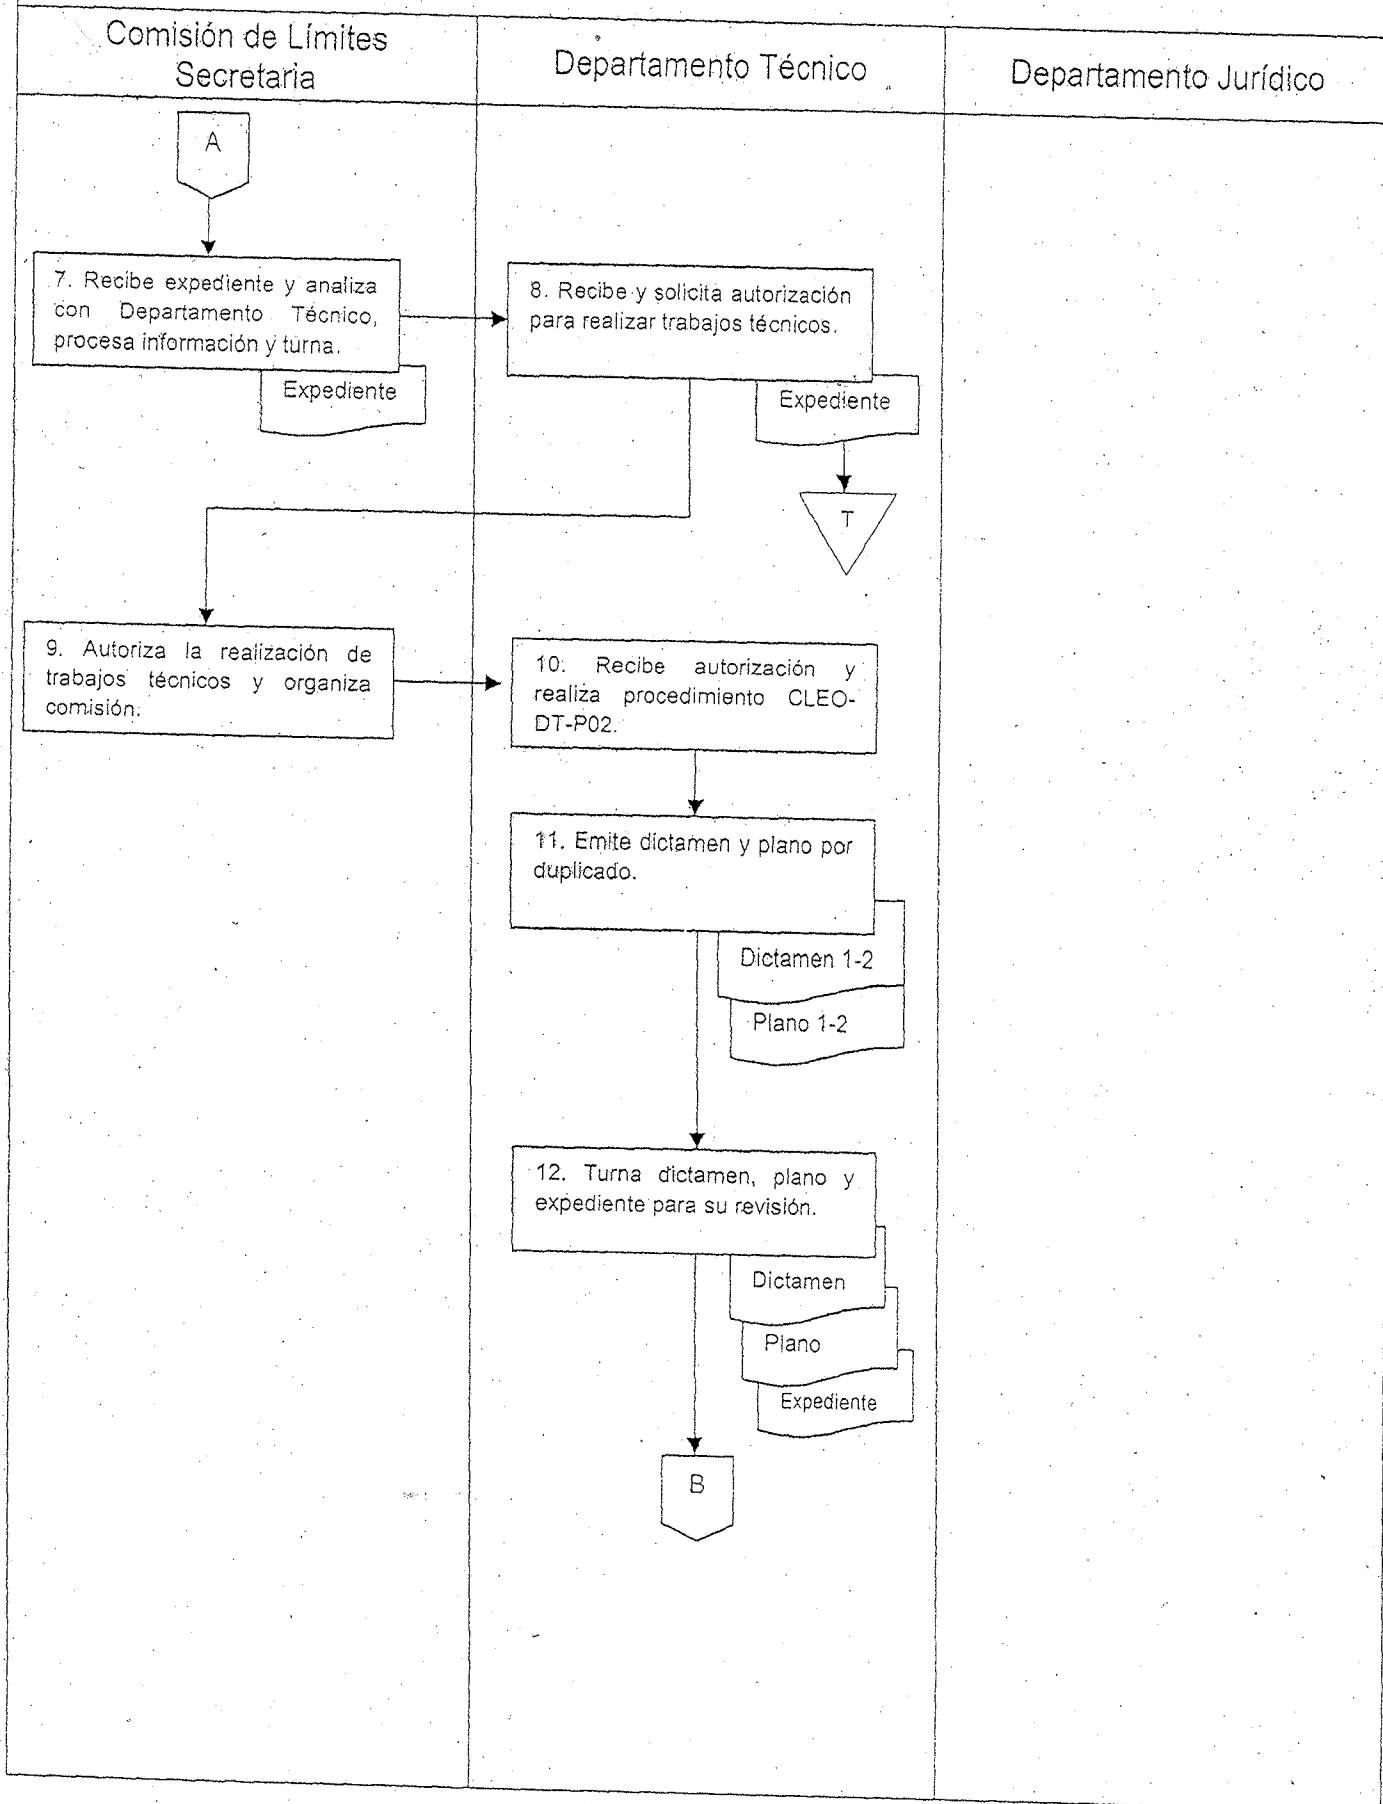 Comisión de Límites
Secretaria
Departamento Técnico
Departamento Jurídico
A
7. Recibe expediente y analiza
con Departamento Técnico,
procesa información y turna.
Expediente
8. Recibe y solicita autorización
para realizar trabajos técnicos.
Expediente
T
9. Autoriza la realización de
trabajos técnicos y organiza
comisión.
10. Recibe autorización y
realiza procedimiento CLEO-
DT-P02.
11. Emite dictamen y plano por
duplicado.
Dictamen 1-2
Plano 1-2
12. Turna dictamen, plano y
expediente para su revisión.
Dictamen
Plano
Expediente
B